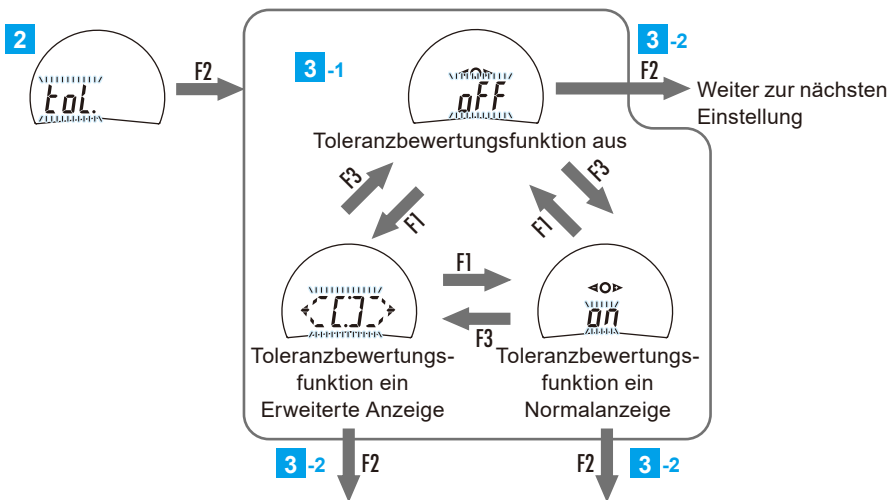 2
tol.
F2
3 -1
oFF
Toleranzbewertungsfunktion aus
3 -2
F2
Weiter zur nächsten
Einstellung
F3
F1
F3
F1
F1
F3
[.]
on
Toleranzbewertungs-
funktion ein
Erweiterte Anzeige
Toleranzbewertungs-
funktion ein
Normalanzeige
3 -2
F2
F2
3 -2